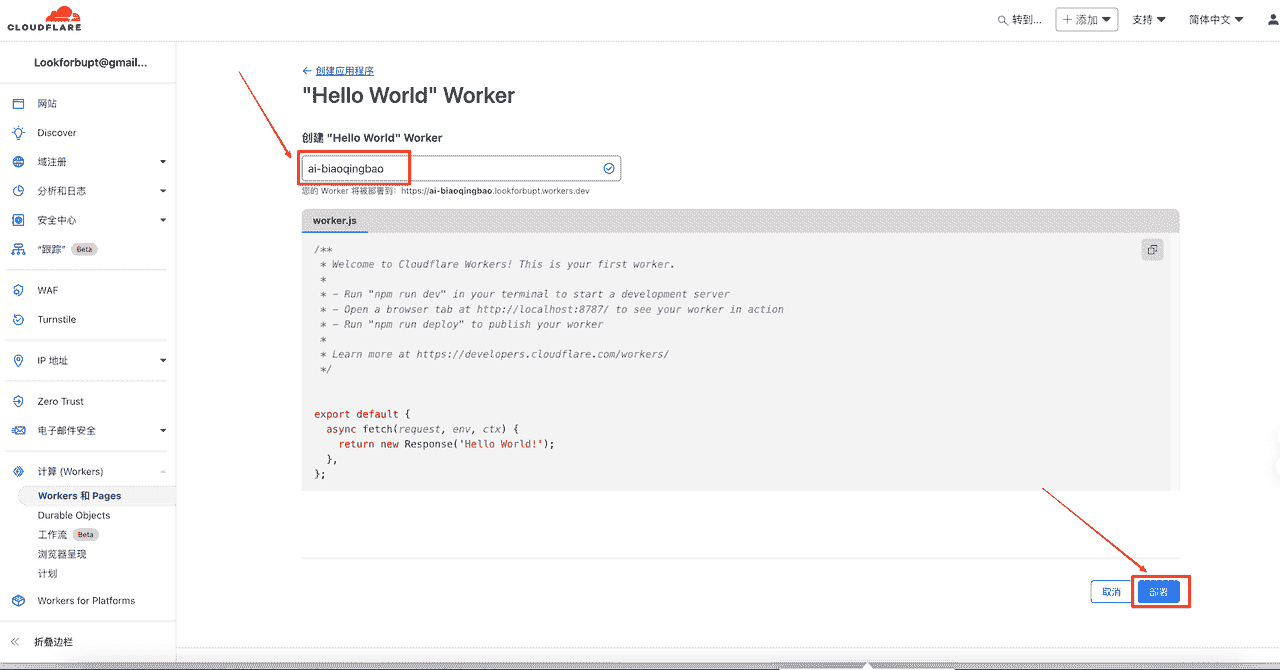 CLOUDFLARE
转到...
添加
支持
简体中文
Lookforbupt@gmail...
网站
Discover
域注册
分析和日志
安全中心
“跟踪” Beta
WAF
Turnstile
IP 地址
Zero Trust
电子邮件安全
计算 (Workers)
Workers 和 Pages
Durable Objects
工作流 Beta
浏览器呈现
计划
Workers for Platforms
折叠边栏
← 创建应用程序
"Hello World" Worker
创建 "Hello World" Worker
ai-biaoqingbao
您的 Worker 将被部署到: https://ai-biaoqingbao.lookforbupt.workers.dev
worker.js
/**
* Welcome to Cloudflare Workers! This is your first worker.
*
* - Run "npm run dev" in your terminal to start a development server
* - Open a browser tab at http://localhost:8787/ to see your worker in action
* - Run "npm run deploy" to publish your worker
*
* Learn more at https://developers.cloudflare.com/workers/
*/
export default {
async fetch(request, env, ctx) {
return new Response('Hello World!');
},
};
取消
部署